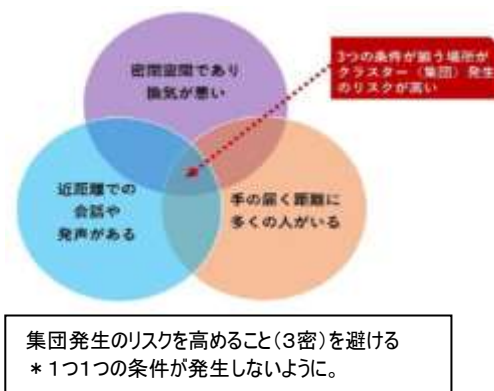 密閉空間であり
換気が悪い
3つの条件が揃う場所が
クラスター（集団）発生
のリスクが高い
近距離での
会話や
発声がある
手の届く距離に
多くの人がいる
集団発生のリスクを高めること（３密）を避ける
＊１つ１つの条件が発生しないように。